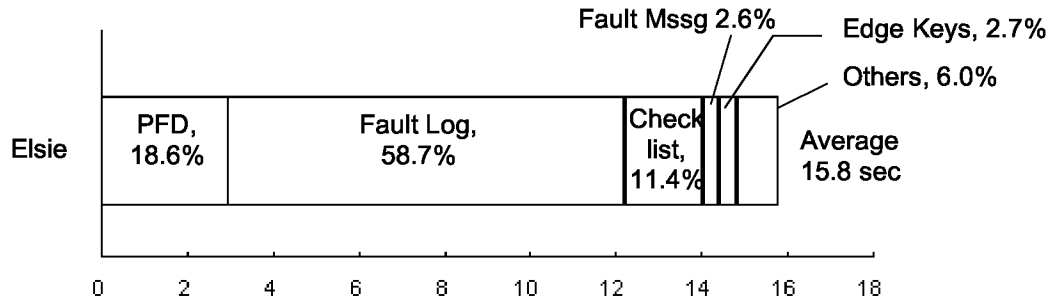 Fault Mssg 2.6%
Edge Keys, 2.7%
Others, 6.0%
Elsie
PFD,
18.6%
Fault Log,
58.7%
Check
list,
11.4%
Average
15.8 sec
0 2 4 6 8 10 12 14 16 18